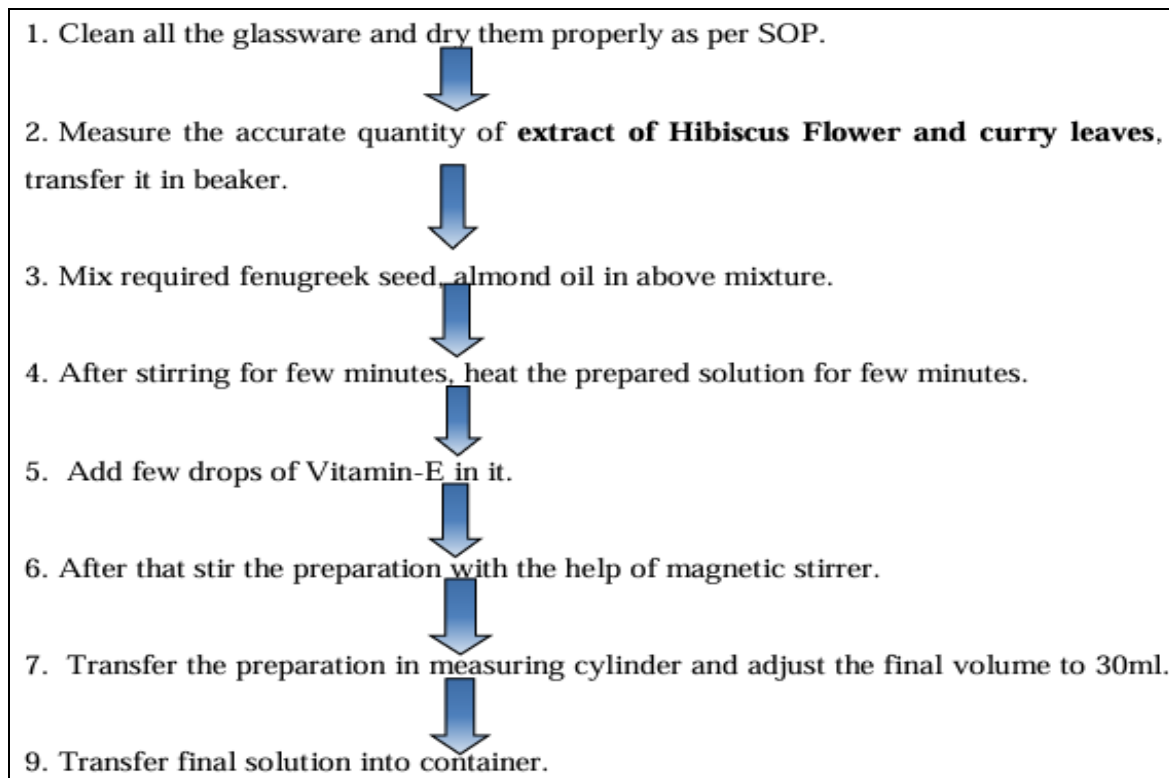 1. Clean all the glassware and dry them properly as per SOP.
2. Measure the accurate quantity of extract of Hibiscus Flower and curry leaves,
transfer it in beaker.
3. Mix required fenugreek seed, almond oil in above mixture.
4. After stirring for few minutes, heat the prepared solution for few minutes.
5. Add few drops of Vitamin-E in it.
6. After that stir the preparation with the help of magnetic stirrer.
7. Transfer the preparation in measuring cylinder and adjust the final volume to 30ml.
9. Transfer final solution into container.